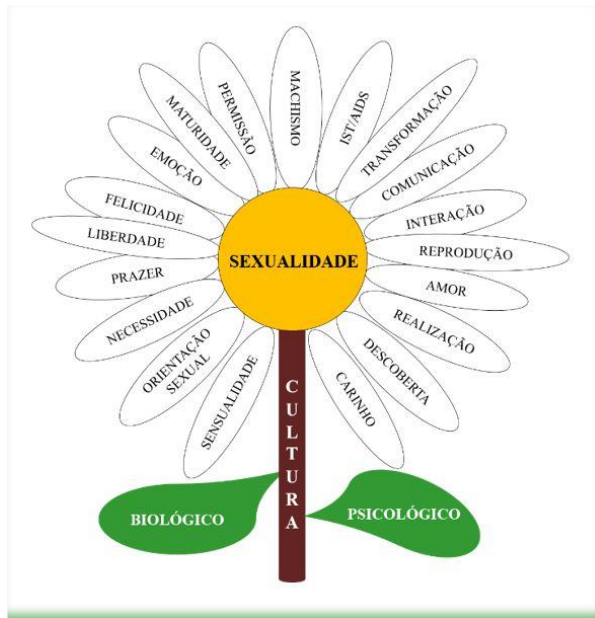 MACHISMO
IST/AIDS
TRANSFORMAÇÃO
COMUNICAÇÃO
INTERAÇÃO
REPRODUÇÃO
AMOR
REALIZAÇÃO
DESCOBERTA
CARINHO
SENSUALIDADE
ORIENTAÇÃO
SEXUAL
NECESSIDADE
PRAZER
LIBERDADE
FELICIDADE
EMOÇÃO
MATURIDADE
PERMISSÃO
SEXUALIDADE
CULTURA
BIOLÓGICO
PSICOLÓGICO